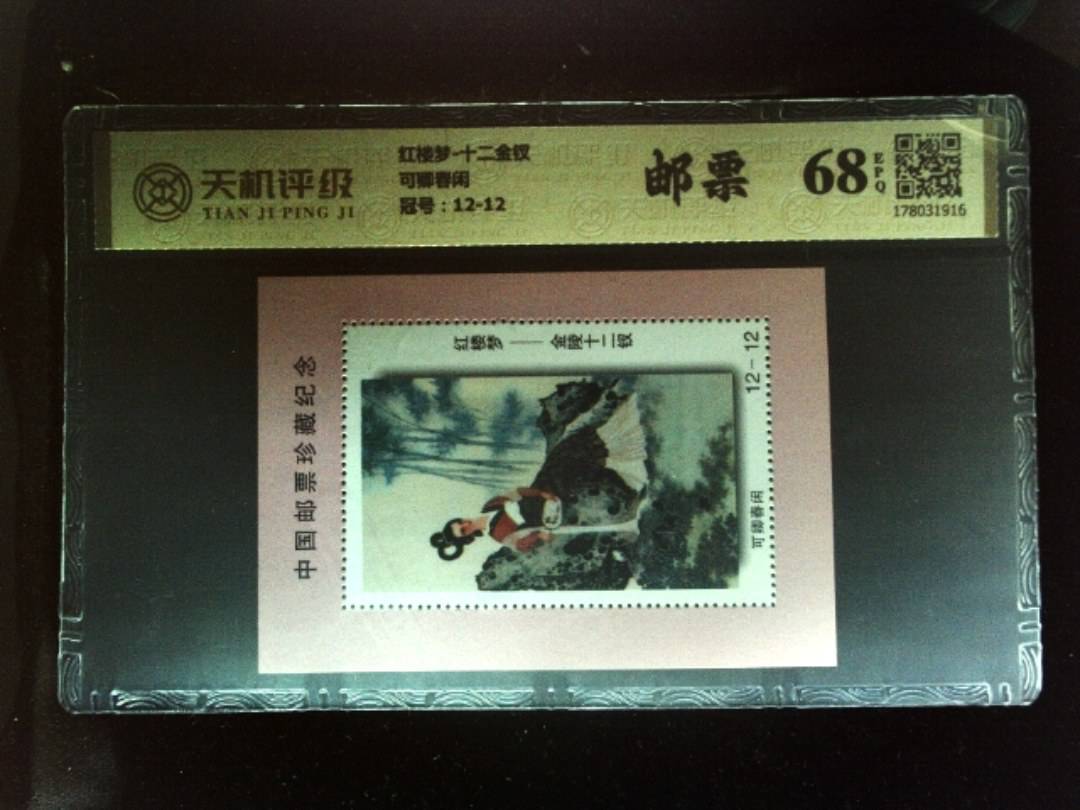 天机评级
TIAN JI PING JI
红楼梦-十二金钗
可卿春闲
冠号：12-12
邮票
68
EPQ
178031916
中国邮票珍藏纪念
红楼梦——金陵十二钗
12-12
可卿春闲